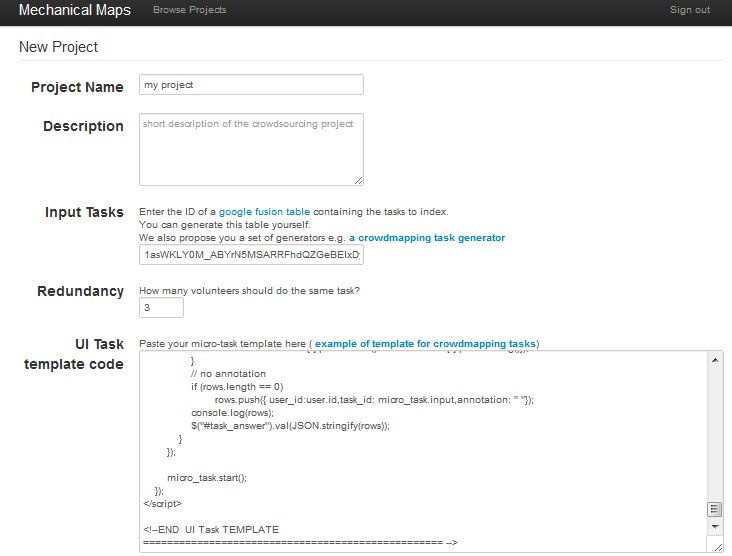 Mechanical Maps Browse Projects Sign out
New Project
Project Name my project
Description short description of the crowdsourcing project
Input Tasks Enter the ID of a google fusion table containing the tasks to index.
You can generate this table yourself.
We also propose you a set of generators e.g. a crowdmapping task generator
Redundancy How many volunteers should do the same task?
3
UI Task template code Paste your micro-task template here ( example of template for crowdmapping tasks)
}
// no annotation
if (rows.length == 0)
rows.push({ user_id:user.id,task_id: micro_task.input,annotation: " "});
console.log(rows);
$("#task_answer").val(JSON.stringify(rows));
}
});
micro_task.start();
});
</script>
<!--END UI Task TEMPLATE
==================================================== -->